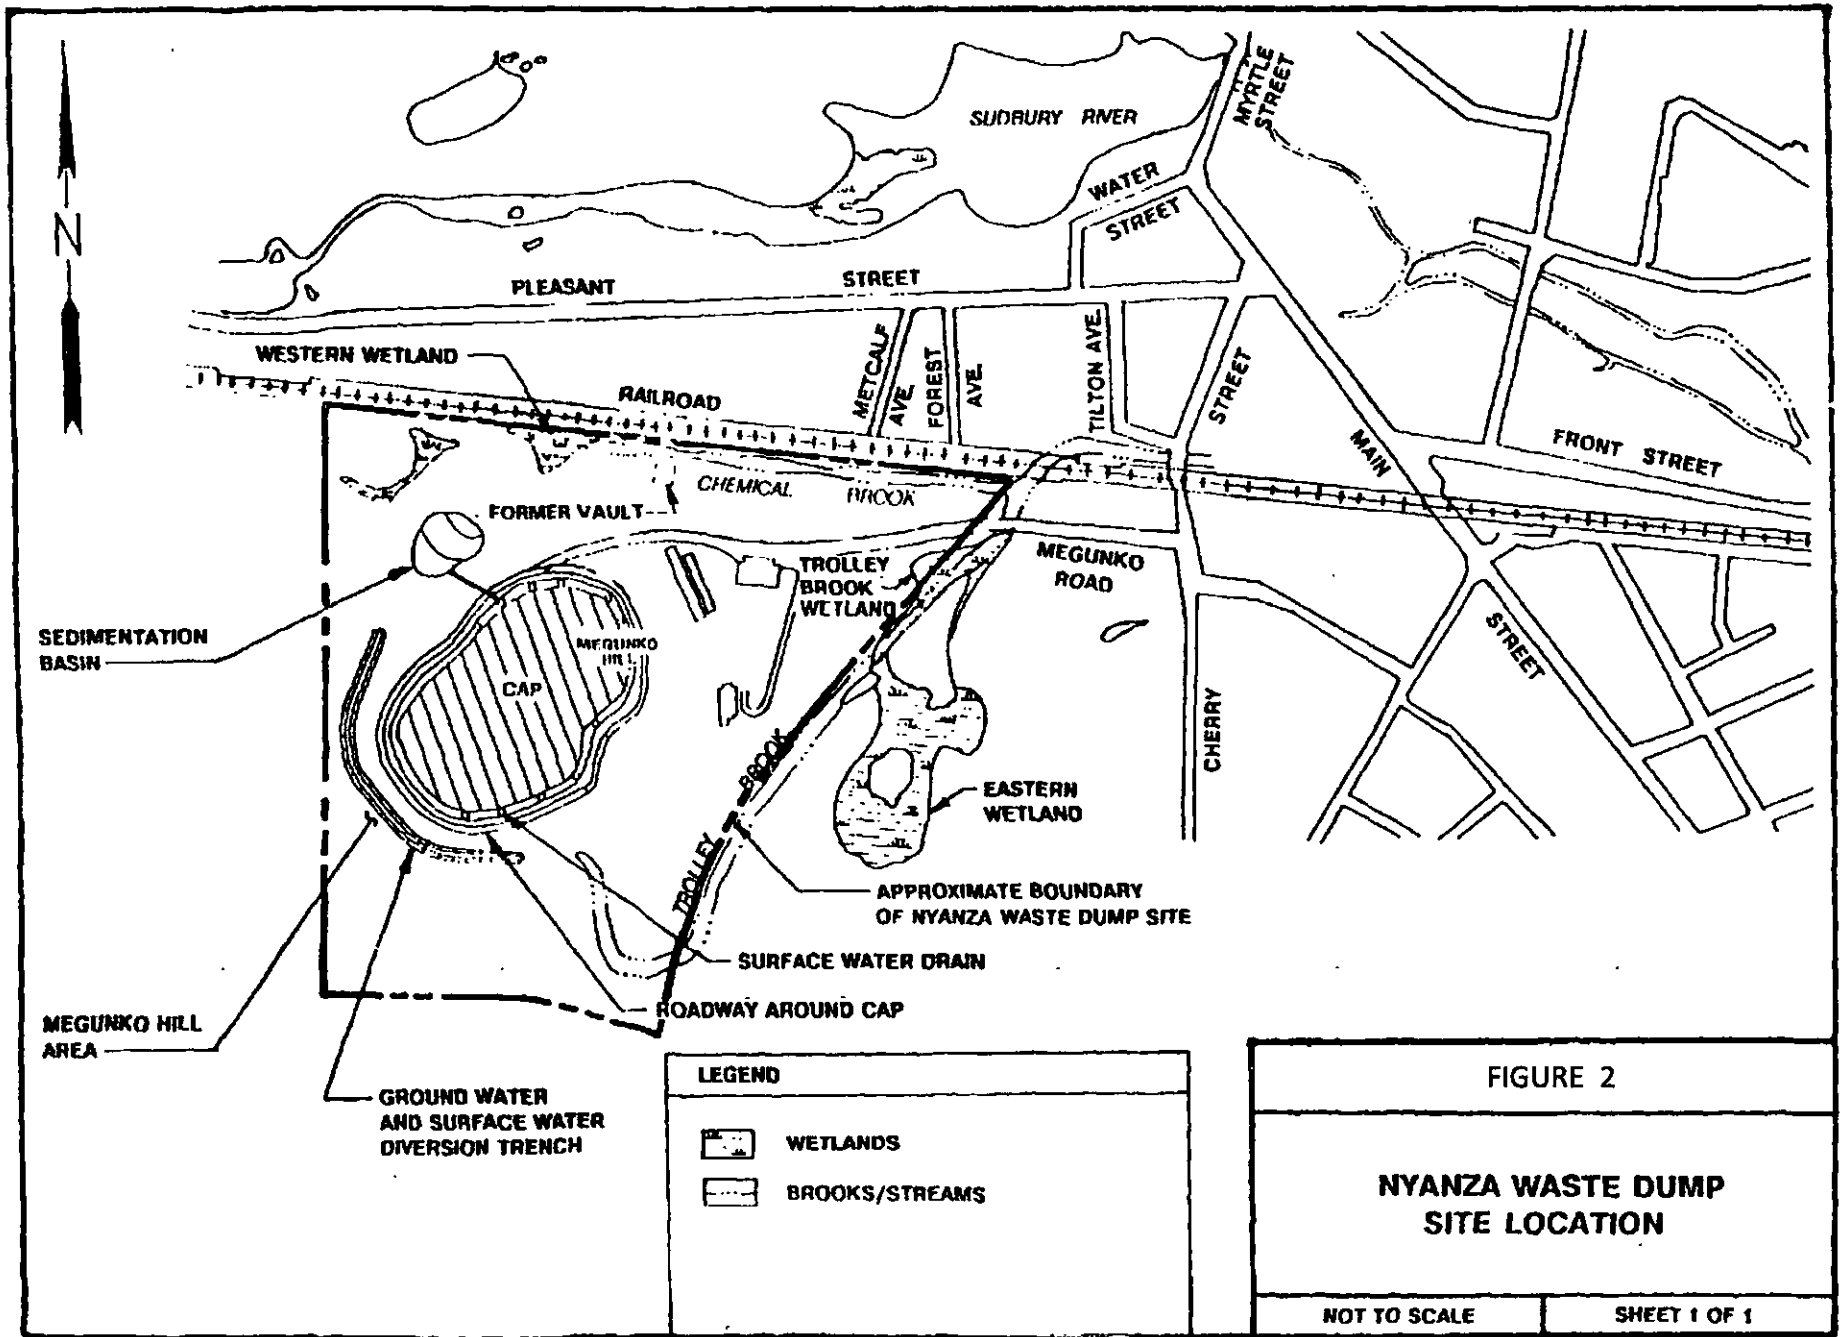 N
SUDBURY RIVER
MYRTLE
STREET
WATER
STREET
PLEASANT STREET
WESTERN WETLAND
RAILROAD
METCALF
AVE.
FOREST
AVE.
TILTON AVE.
STREET
MAIN
FRONT STREET
CHEMICAL BROOK
FORMER VAULT
TROLLEY
BROOK
WETLAND
MEGUNKO
ROAD
SEDIMENTATION
BASIN
MEGUNKO
HILL
CAP
STREET
CHERRY
BROOK
TROLLEY
EASTERN
WETLAND
APPROXIMATE BOUNDARY
OF NYANZA WASTE DUMP SITE
SURFACE WATER DRAIN
ROADWAY AROUND CAP
MEGUNKO HILL
AREA
GROUND WATER
AND SURFACE WATER
DIVERSION TRENCH
LEGEND
WETLANDS
BROOKS/STREAMS
FIGURE 2
NYANZA WASTE DUMP
SITE LOCATION
NOT TO SCALE
SHEET 1 OF 1